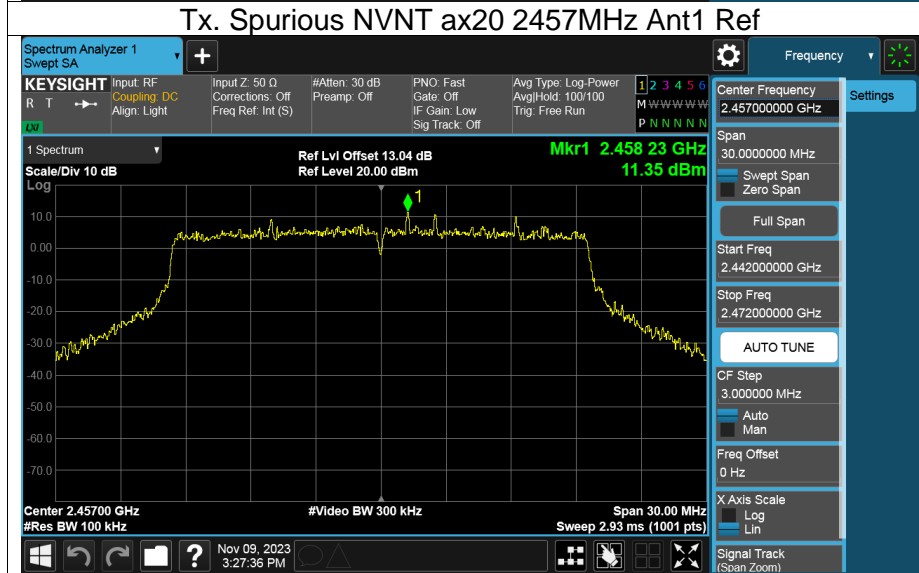 Tx. Spurious NVNT ax20 2457MHz Ant1 Ref
Spectrum Analyzer 1
Swept SA
+
Frequency
KEYSIGHT
R T
LXI
Input: RF
Coupling: DC
Align: Light
Input Z: 50 Ω
Corrections: Off
Freq Ref: Int (S)
#Atten: 30 dB
Preamp: Off
PNO: Fast
Gate: Off
IF Gain: Low
Sig Track: Off
Avg Type: Log-Power
Avg|Hold: 100/100
Trig: Free Run
1 2 3 4 5 6
M W W W W W
P N N N N N
1 Spectrum
Scale/Div 10 dB
Log
Ref Lvl Offset 13.04 dB
Ref Level 20.00 dBm
Mkr1 2.458 23 GHz
11.35 dBm
1
10.0
0.00
-10.0
-20.0
-30.0
-40.0
-50.0
-60.0
-70.0
Center 2.45700 GHz
#Res BW 100 kHz
#Video BW 300 kHz
Span 30.00 MHz
Sweep 2.93 ms (1001 pts)
?
Nov 09, 2023
3:27:36 PM
Center Frequency
2.457000000 GHz
Settings
Span
30.0000000 MHz
Swept Span
Zero Span
Full Span
Start Freq
2.442000000 GHz
Stop Freq
2.472000000 GHz
AUTO TUNE
CF Step
3.000000 MHz
Auto
Man
Freq Offset
0 Hz
X Axis Scale
Log
Lin
Signal Track
(Span Zoom)